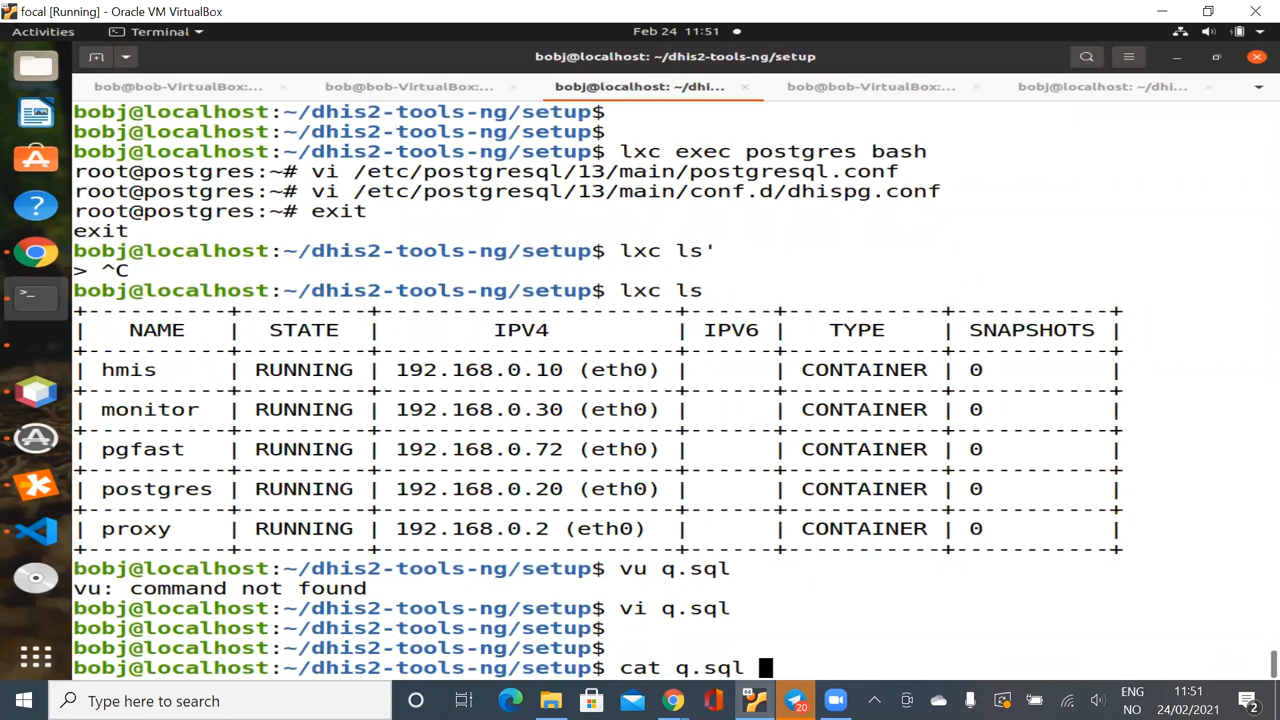 focal [Running] - Oracle VM VirtualBox
Activities
Terminal
Feb 24 11:51
bobj@localhost: ~/dhis2-tools-ng/setup
bob@bob-VirtualBox:...
bob@bob-VirtualBox:...
bobj@localhost: ~/dhi...
bob@bob-VirtualBox:...
bobj@localhost: ~/dhi...
bobj@localhost:~/dhis2-tools-ng/setup$
bobj@localhost:~/dhis2-tools-ng/setup$
bobj@localhost:~/dhis2-tools-ng/setup$ lxc exec postgres bash
root@postgres:~# vi /etc/postgresql/13/main/postgresql.conf
root@postgres:~# vi /etc/postgresql/13/main/conf.d/dhispg.conf
root@postgres:~# exit
exit
bobj@localhost:~/dhis2-tools-ng/setup$ lxc ls'
> ^C
bobj@localhost:~/dhis2-tools-ng/setup$ lxc ls
+----------+---------+---------------------+------+-----------+-----------+
| NAME | STATE | IPV4 | IPV6 | TYPE | SNAPSHOTS |
+----------+---------+---------------------+------+-----------+-----------+
| hmis | RUNNING | 192.168.0.10 (eth0) | | CONTAINER | 0 |
+----------+---------+---------------------+------+-----------+-----------+
| monitor | RUNNING | 192.168.0.30 (eth0) | | CONTAINER | 0 |
+----------+---------+---------------------+------+-----------+-----------+
| pgfast | RUNNING | 192.168.0.72 (eth0) | | CONTAINER | 0 |
+----------+---------+---------------------+------+-----------+-----------+
| postgres | RUNNING | 192.168.0.20 (eth0) | | CONTAINER | 0 |
+----------+---------+---------------------+------+-----------+-----------+
| proxy | RUNNING | 192.168.0.2 (eth0) | | CONTAINER | 0 |
+----------+---------+---------------------+------+-----------+-----------+
bobj@localhost:~/dhis2-tools-ng/setup$ vu q.sql
vu: command not found
bobj@localhost:~/dhis2-tools-ng/setup$ vi q.sql
bobj@localhost:~/dhis2-tools-ng/setup$
bobj@localhost:~/dhis2-tools-ng/setup$
bobj@localhost:~/dhis2-tools-ng/setup$ cat q.sql
Type here to search
20
ENG
NO
11:51
24/02/2021
2